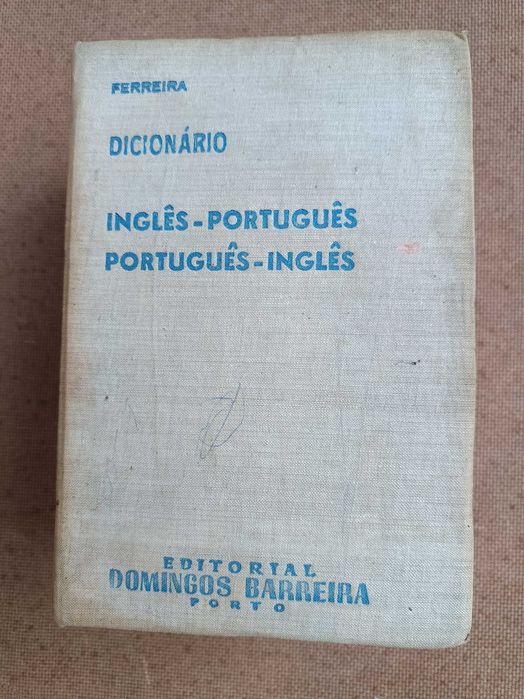 FERREIRA
DICIONÁRIO
INGLÊS-PORTUGUÊS
PORTUGUÊS-INGLÊS
EDITORIAL
DOMINGOS BARREIRA
PORTO